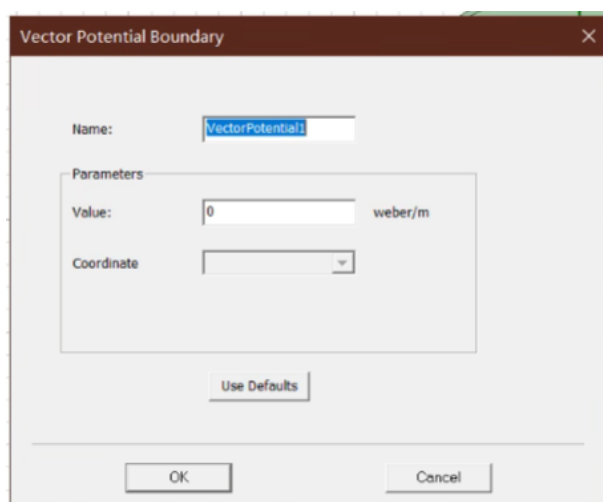 Vector Potential Boundary
Name:
VectorPotential1
Parameters
Value:
0
weber/m
Coordinate
Use Defaults
OK
Cancel